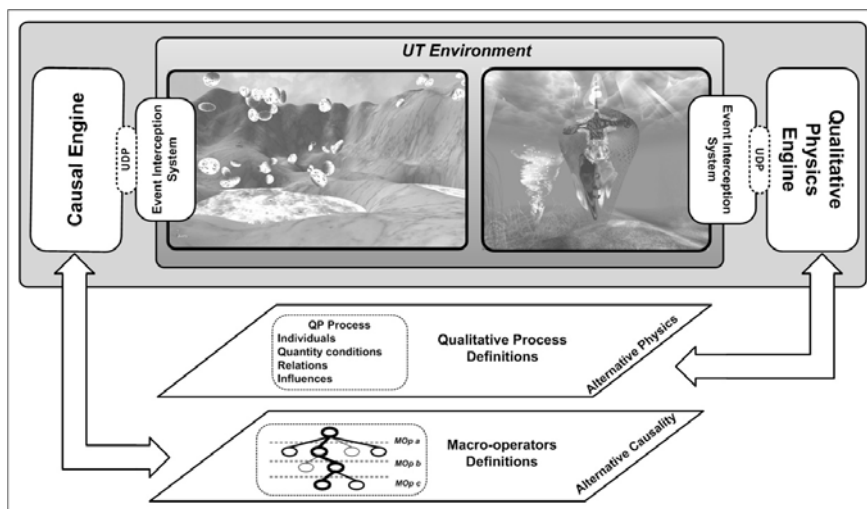 UT Environment
Causal Engine
UDP
Event Interception
System
Event Interception
System
UDP
Qualitative
Physics
Engine
QP Process
Individuals
Quantity conditions
Relations
Influences
Qualitative Process
Definitions
Alternative Physics
MOp a
MOp b
MOp c
Macro-operators
Definitions
Alternative Causality